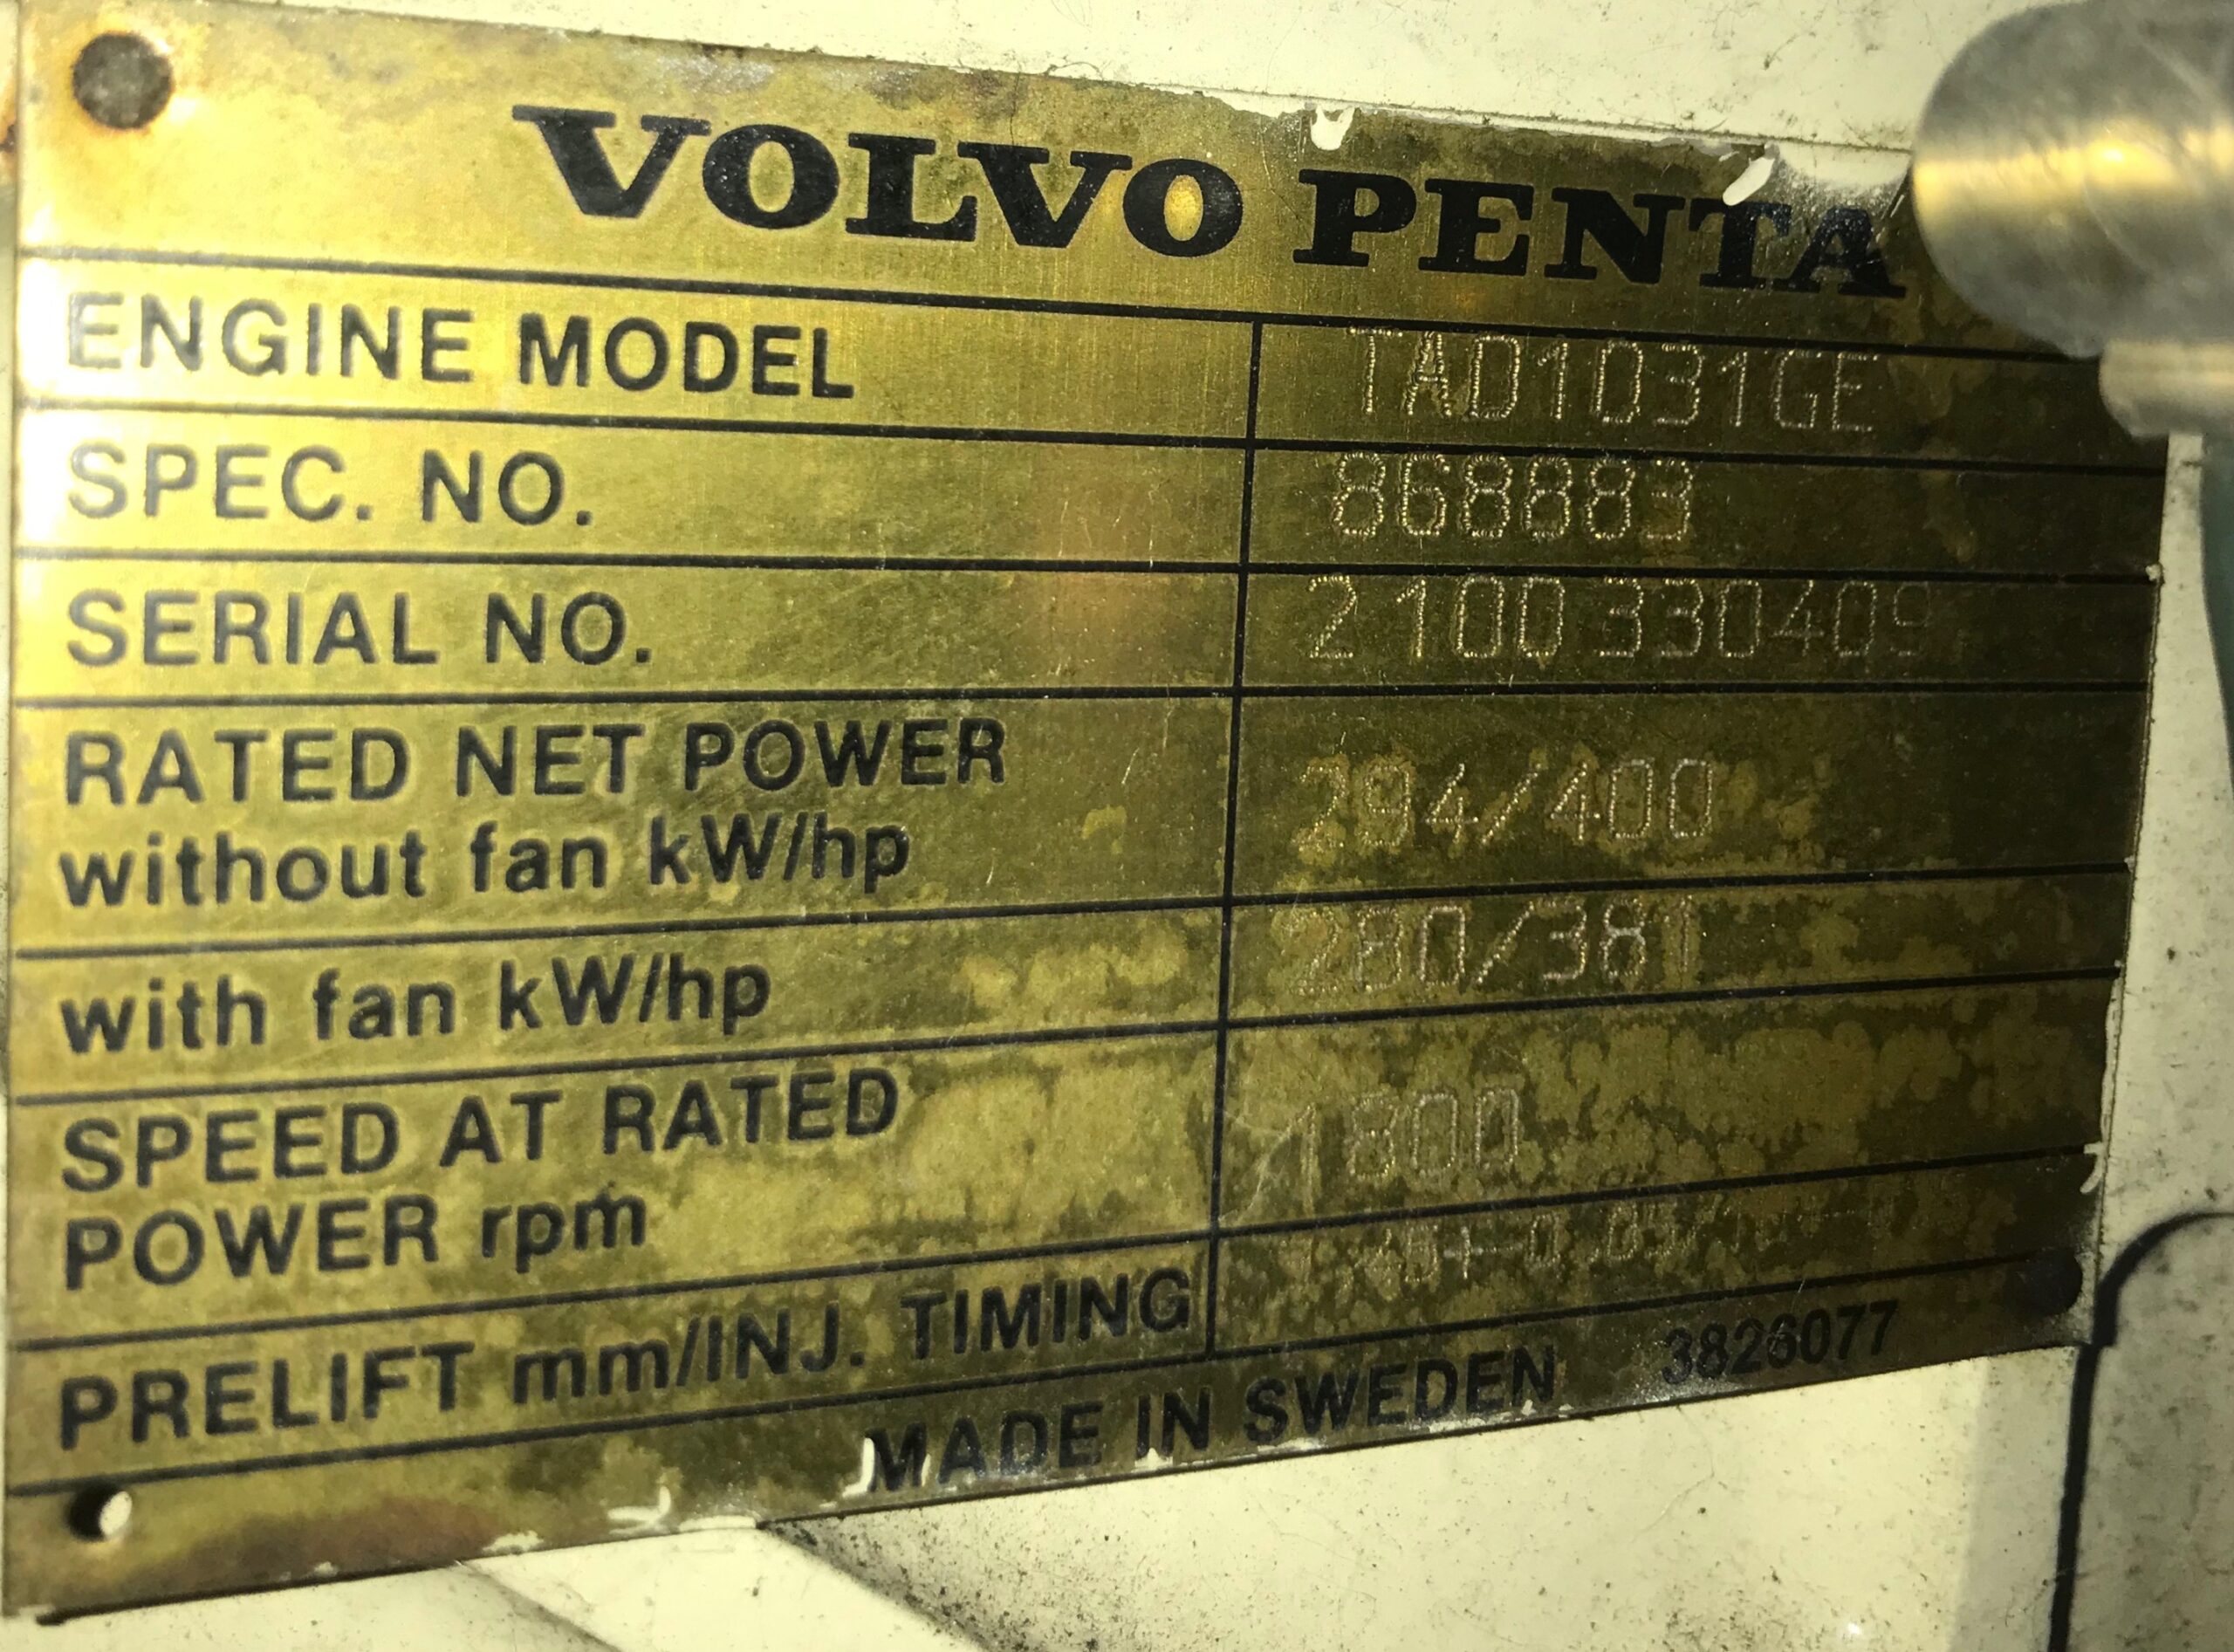 VOLVO PENTA
ENGINE MODEL TAD1031GE
SPEC. NO. 868883
SERIAL NO. 2100330409
RATED NET POWER
without fan kW/hp 294/400
with fan kW/hp 280/381
SPEED AT RATED
POWER rpm 1800
PRELIFT mm/INJ. TIMING
MADE IN SWEDEN 3826077